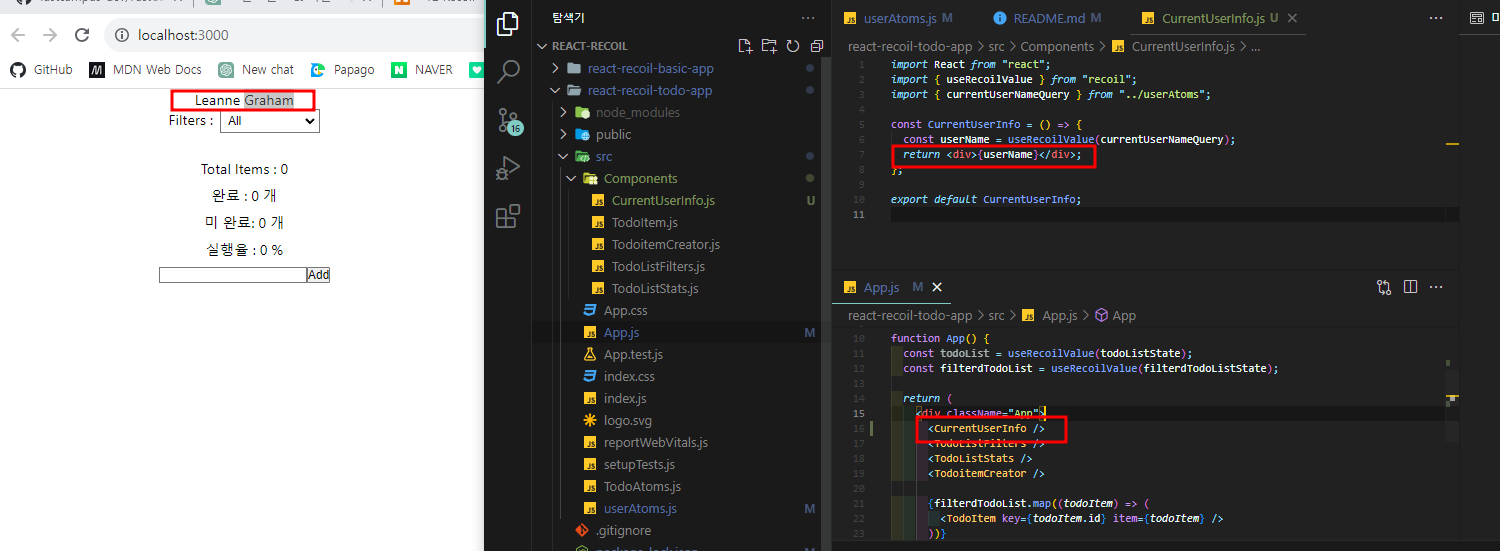 localhost:3000
GitHub
MDN Web Docs
New chat
Papago
NAVER
Leanne Graham
Filters : All
Total Items : 0
완료 : 0 개
미 완료: 0 개
실행율 : 0 %
Add
탐색기
REACT-RECOIL
react-recoil-basic-app
react-recoil-todo-app
node_modules
public
src
Components
CurrentUserInfo.js U
TodoItem.js
TodoitemCreator.js
TodoListFilters.js
TodoListStats.js
App.css
App.js M
App.test.js
index.css
index.js
logo.svg
reportWebVitals.js
setupTests.js
TodoAtoms.js
userAtoms.js M
.gitignore
16
userAtoms.js M
README.md M
CurrentUserInfo.js U
react-recoil-todo-app > src > Components > CurrentUserInfo.js > ...
1 import React from "react";
2 import { useRecoilValue } from "recoil";
3 import { currentUserNameQuery } from "../userAtoms";
4
5 const CurrentUserInfo = () => {
6 const userName = useRecoilValue(currentUserNameQuery);
7 return <div>{userName}</div>;
8 };
9
10 export default CurrentUserInfo;
11
App.js M
react-recoil-todo-app > src > App.js > App
10 function App() {
11 const todoList = useRecoilValue(todoListState);
12 const filterdTodoList = useRecoilValue(filterdTodoListState);
13
14 return (
15 <div className="App">
16 <CurrentUserInfo />
17 <TodoListFilters />
18 <TodoListStats />
19 <TodoitemCreator />
20
21 {filterdTodoList.map((todoItem) => (
22 <TodoItem key={todoItem.id} item={todoItem} />
23 ))}